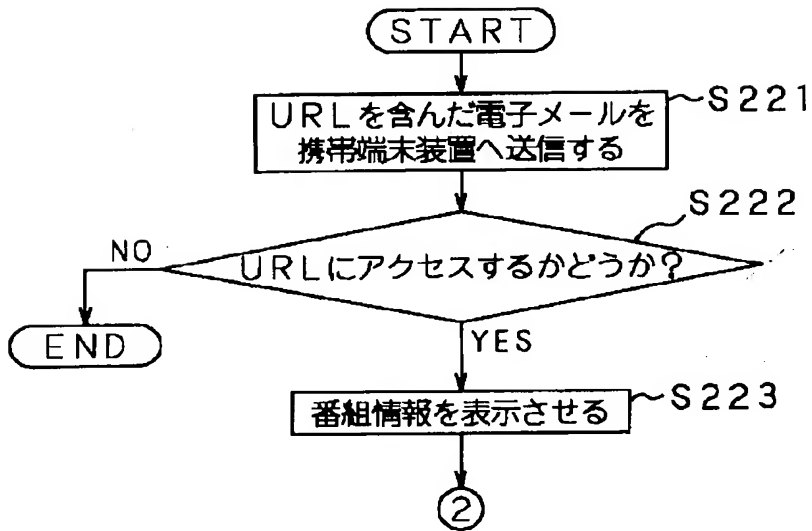 START
URLを含んだ電子メールを
携帯端末装置へ送信する
S221
S222
URLにアクセスするかどうか?
NO
END
YES
番組情報を表示させる
S223
②